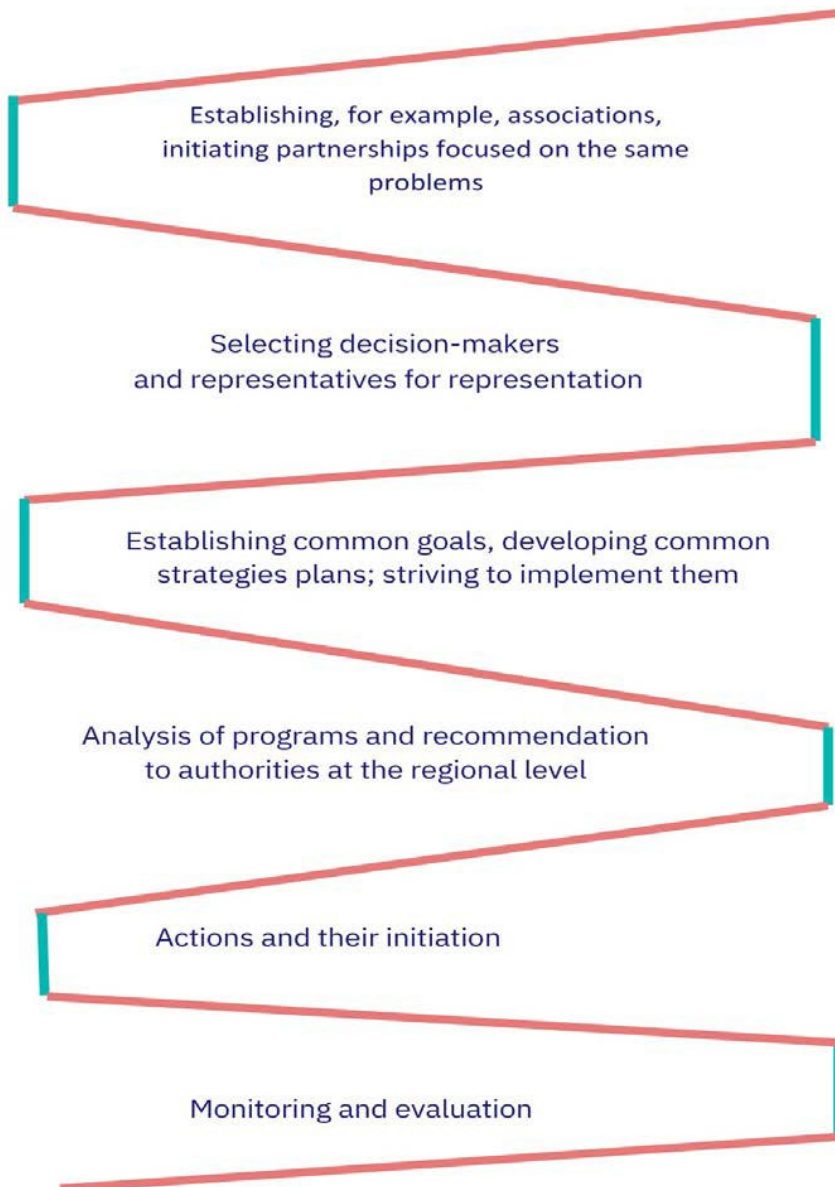 Establishing, for example, associations,
initiating partnerships focused on the same
problems
Selecting decision-makers
and representatives for representation
Establishing common goals, developing common
strategies plans; striving to implement them
Analysis of programs and recommendation
to authorities at the regional level
Actions and their initiation
Monitoring and evaluation